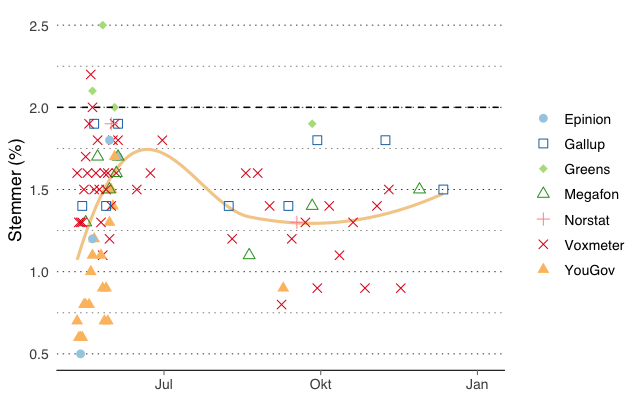 Stemmer (%)
2.5
2.0
1.5
1.0
0.5
Jul
Okt
Jan
Epinion
Gallup
Greens
Megafon
Norstat
Voxmeter
YouGov